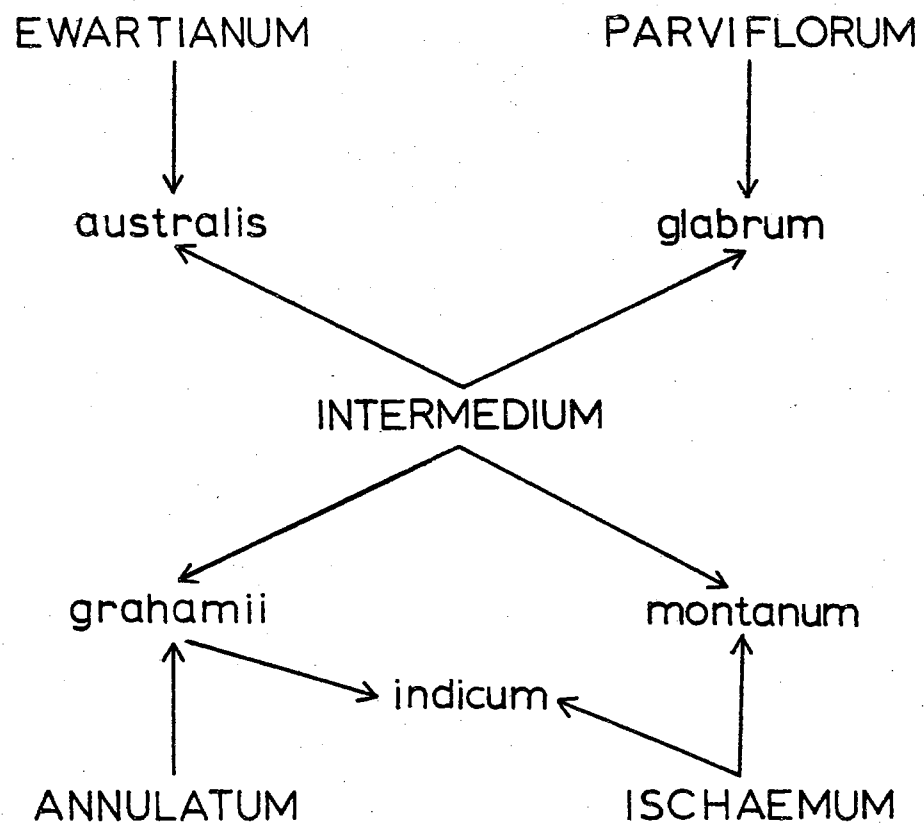 EWARTIANUM
PARVIFLORUM
australis
glabrum
INTERMEDIUM
grahamii
montanum
indicum
ANNULATUM
ISCHAEMUM